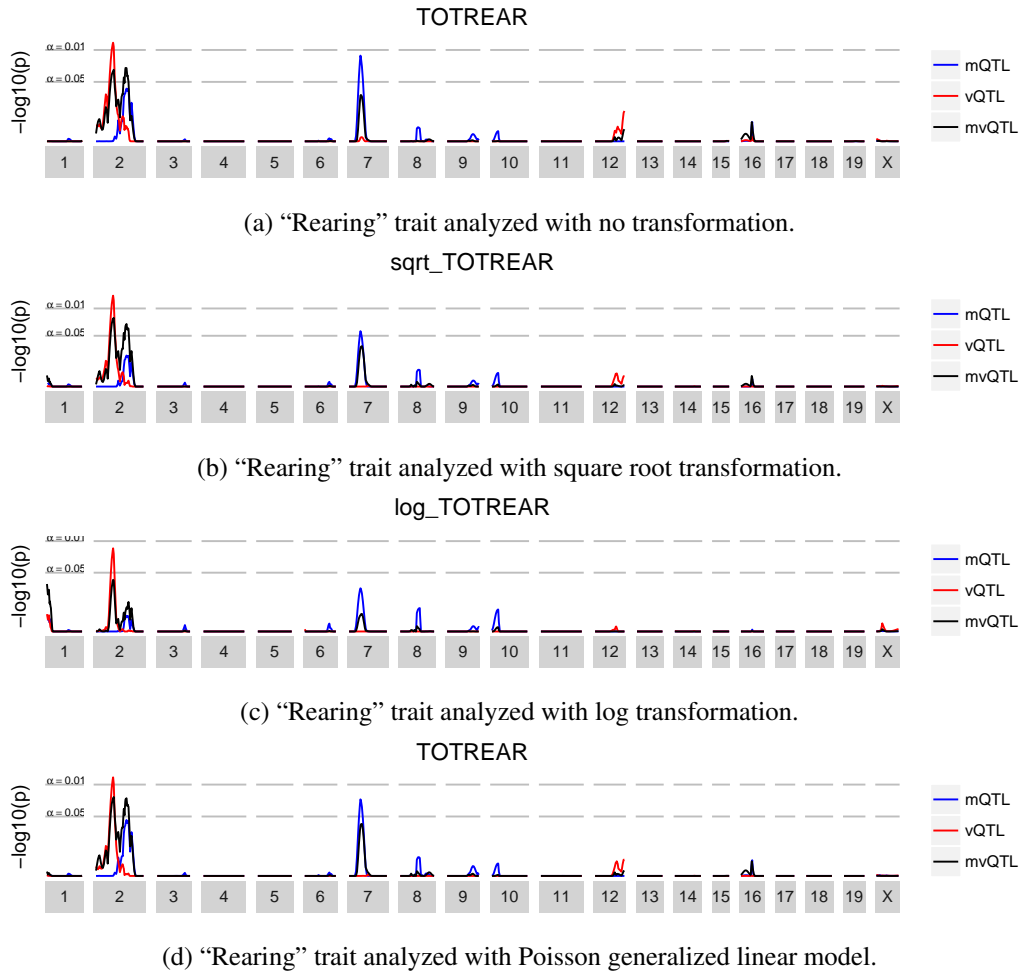 TOTREAR
−log10(p)
α = 0.01
α = 0.05
mQTL
vQTL
mvQTL
1 2 3 4 5 6 7 8 9 10 11 12 13 14 15 16 17 18 19 X
(a) “Rearing” trait analyzed with no transformation.
sqrt_TOTREAR
−log10(p)
α = 0.01
α = 0.05
mQTL
vQTL
mvQTL
1 2 3 4 5 6 7 8 9 10 11 12 13 14 15 16 17 18 19 X
(b) “Rearing” trait analyzed with square root transformation.
log_TOTREAR
−log10(p)
α = 0.01
α = 0.05
mQTL
vQTL
mvQTL
1 2 3 4 5 6 7 8 9 10 11 12 13 14 15 16 17 18 19 X
(c) “Rearing” trait analyzed with log transformation.
TOTREAR
−log10(p)
α = 0.01
α = 0.05
mQTL
vQTL
mvQTL
1 2 3 4 5 6 7 8 9 10 11 12 13 14 15 16 17 18 19 X
(d) “Rearing” trait analyzed with Poisson generalized linear model.